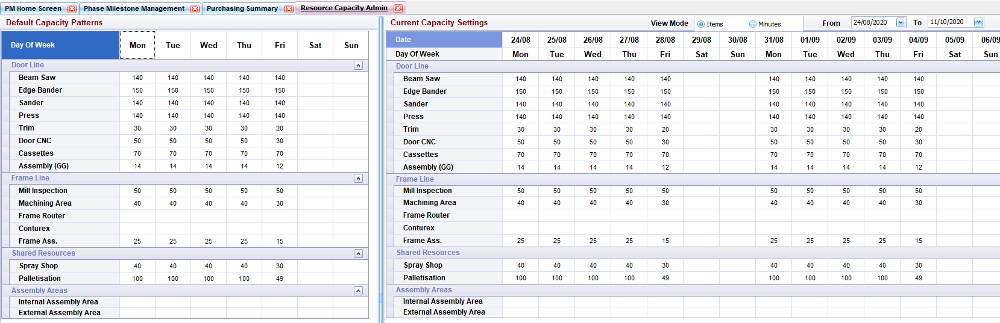 PM Home Screen Phase Milestone Management Purchasing Summary Resource Capacity Admin
Default Capacity Patterns
Day Of Week Mon Tue Wed Thu Fri Sat Sun
Door Line
Beam Saw 140 140 140 140 140
Edge Bander 150 150 150 150 150
Sander 140 140 140 140 140
Press 140 140 140 140 140
Trim 30 30 30 30 20
Door CNC 50 50 50 50 30
Cassettes 70 70 70 70 70
Assembly (GG) 14 14 14 14 12
Frame Line
Mill Inspection 50 50 50 50 50
Machining Area 40 40 40 40 30
Frame Router
Conturex
Frame Ass. 25 25 25 25 15
Shared Resources
Spray Shop 40 40 40 40 30
Palletisation 100 100 100 100 49
Assembly Areas
Internal Assembly Area
External Assembly Area
Current Capacity Settings View Mode Items Minutes From 24/08/2020 To 11/10/2020
Date 24/08 25/08 26/08 27/08 28/08 29/08 30/08 31/08 01/09 02/09 03/09 04/09 05/09 06/09
Day Of Week Mon Tue Wed Thu Fri Sat Sun Mon Tue Wed Thu Fri Sat Sun
Door Line
Beam Saw 140 140 140 140 140 140 140 140 140 140
Edge Bander 150 150 150 150 150 150 150 150 150 150
Sander 140 140 140 140 140 140 140 140 140 140
Press 140 140 140 140 140 140 140 140 140 140
Trim 30 30 30 30 20 30 30 30 30 20
Door CNC 50 50 50 50 30 50 50 50 50 30
Cassettes 70 70 70 70 70 70 70 70 70 70
Assembly (GG) 14 14 14 14 12 14 14 14 14 12
Frame Line
Mill Inspection 50 50 50 50 50 50 50 50 50 50
Machining Area 40 40 40 40 30 40 40 40 40 30
Frame Router
Conturex
Frame Ass. 25 25 25 25 15 25 25 25 25 15
Shared Resources
Spray Shop 40 40 40 40 30 40 40 40 40 30
Palletisation 100 100 100 100 49 100 100 100 100 49
Assembly Areas
Internal Assembly Area
External Assembly Area